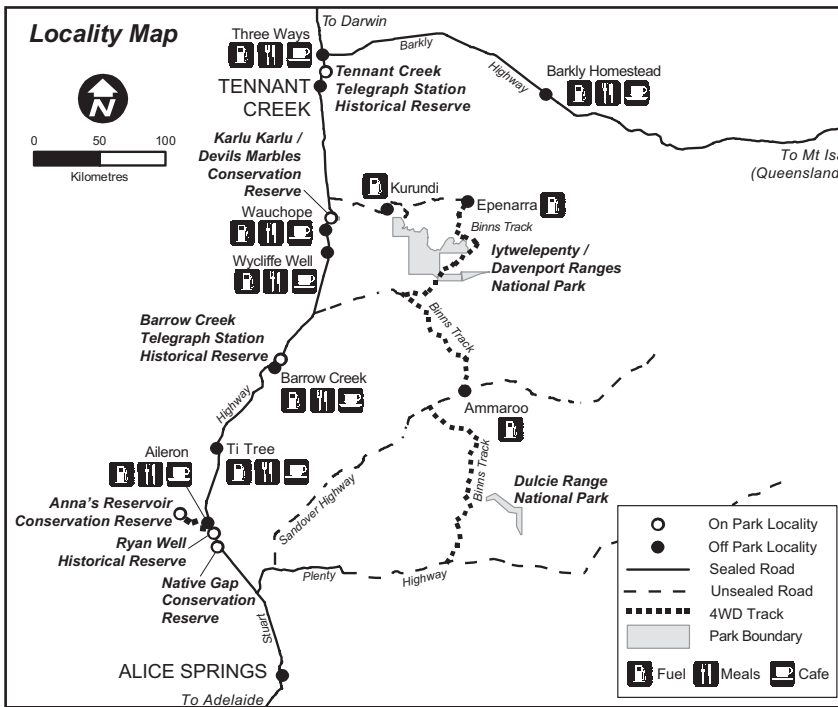 Locality Map
To Darwin
Three Ways
Barkly
Highway
Barkly Homestead
To Mt Isa
(Queensland
N
0 50 100
Kilometres
TENNANT
CREEK
Tennant Creek
Telegraph Station
Historical Reserve
Karlu Karlu /
Devils Marbles
Conservation
Reserve
Kurundi
Epenarra
Binns Track
Wauchope
Wycliffe Well
Iytwelepenty /
Davenport Ranges
National Park
Barrow Creek
Telegraph Station
Historical Reserve
Binns Track
Barrow Creek
Highway
Ammaroo
Aileron
Ti Tree
Binns Track
Sandover Highway
Dulcie Range
National Park
Anna's Reservoir
Conservation Reserve
Ryan Well
Historical Reserve
Native Gap
Conservation
Reserve
Plenty
Highway
Stuart
ALICE SPRINGS
To Adelaide
On Park Locality
Off Park Locality
Sealed Road
Unsealed Road
4WD Track
Park Boundary
Fuel Meals Cafe